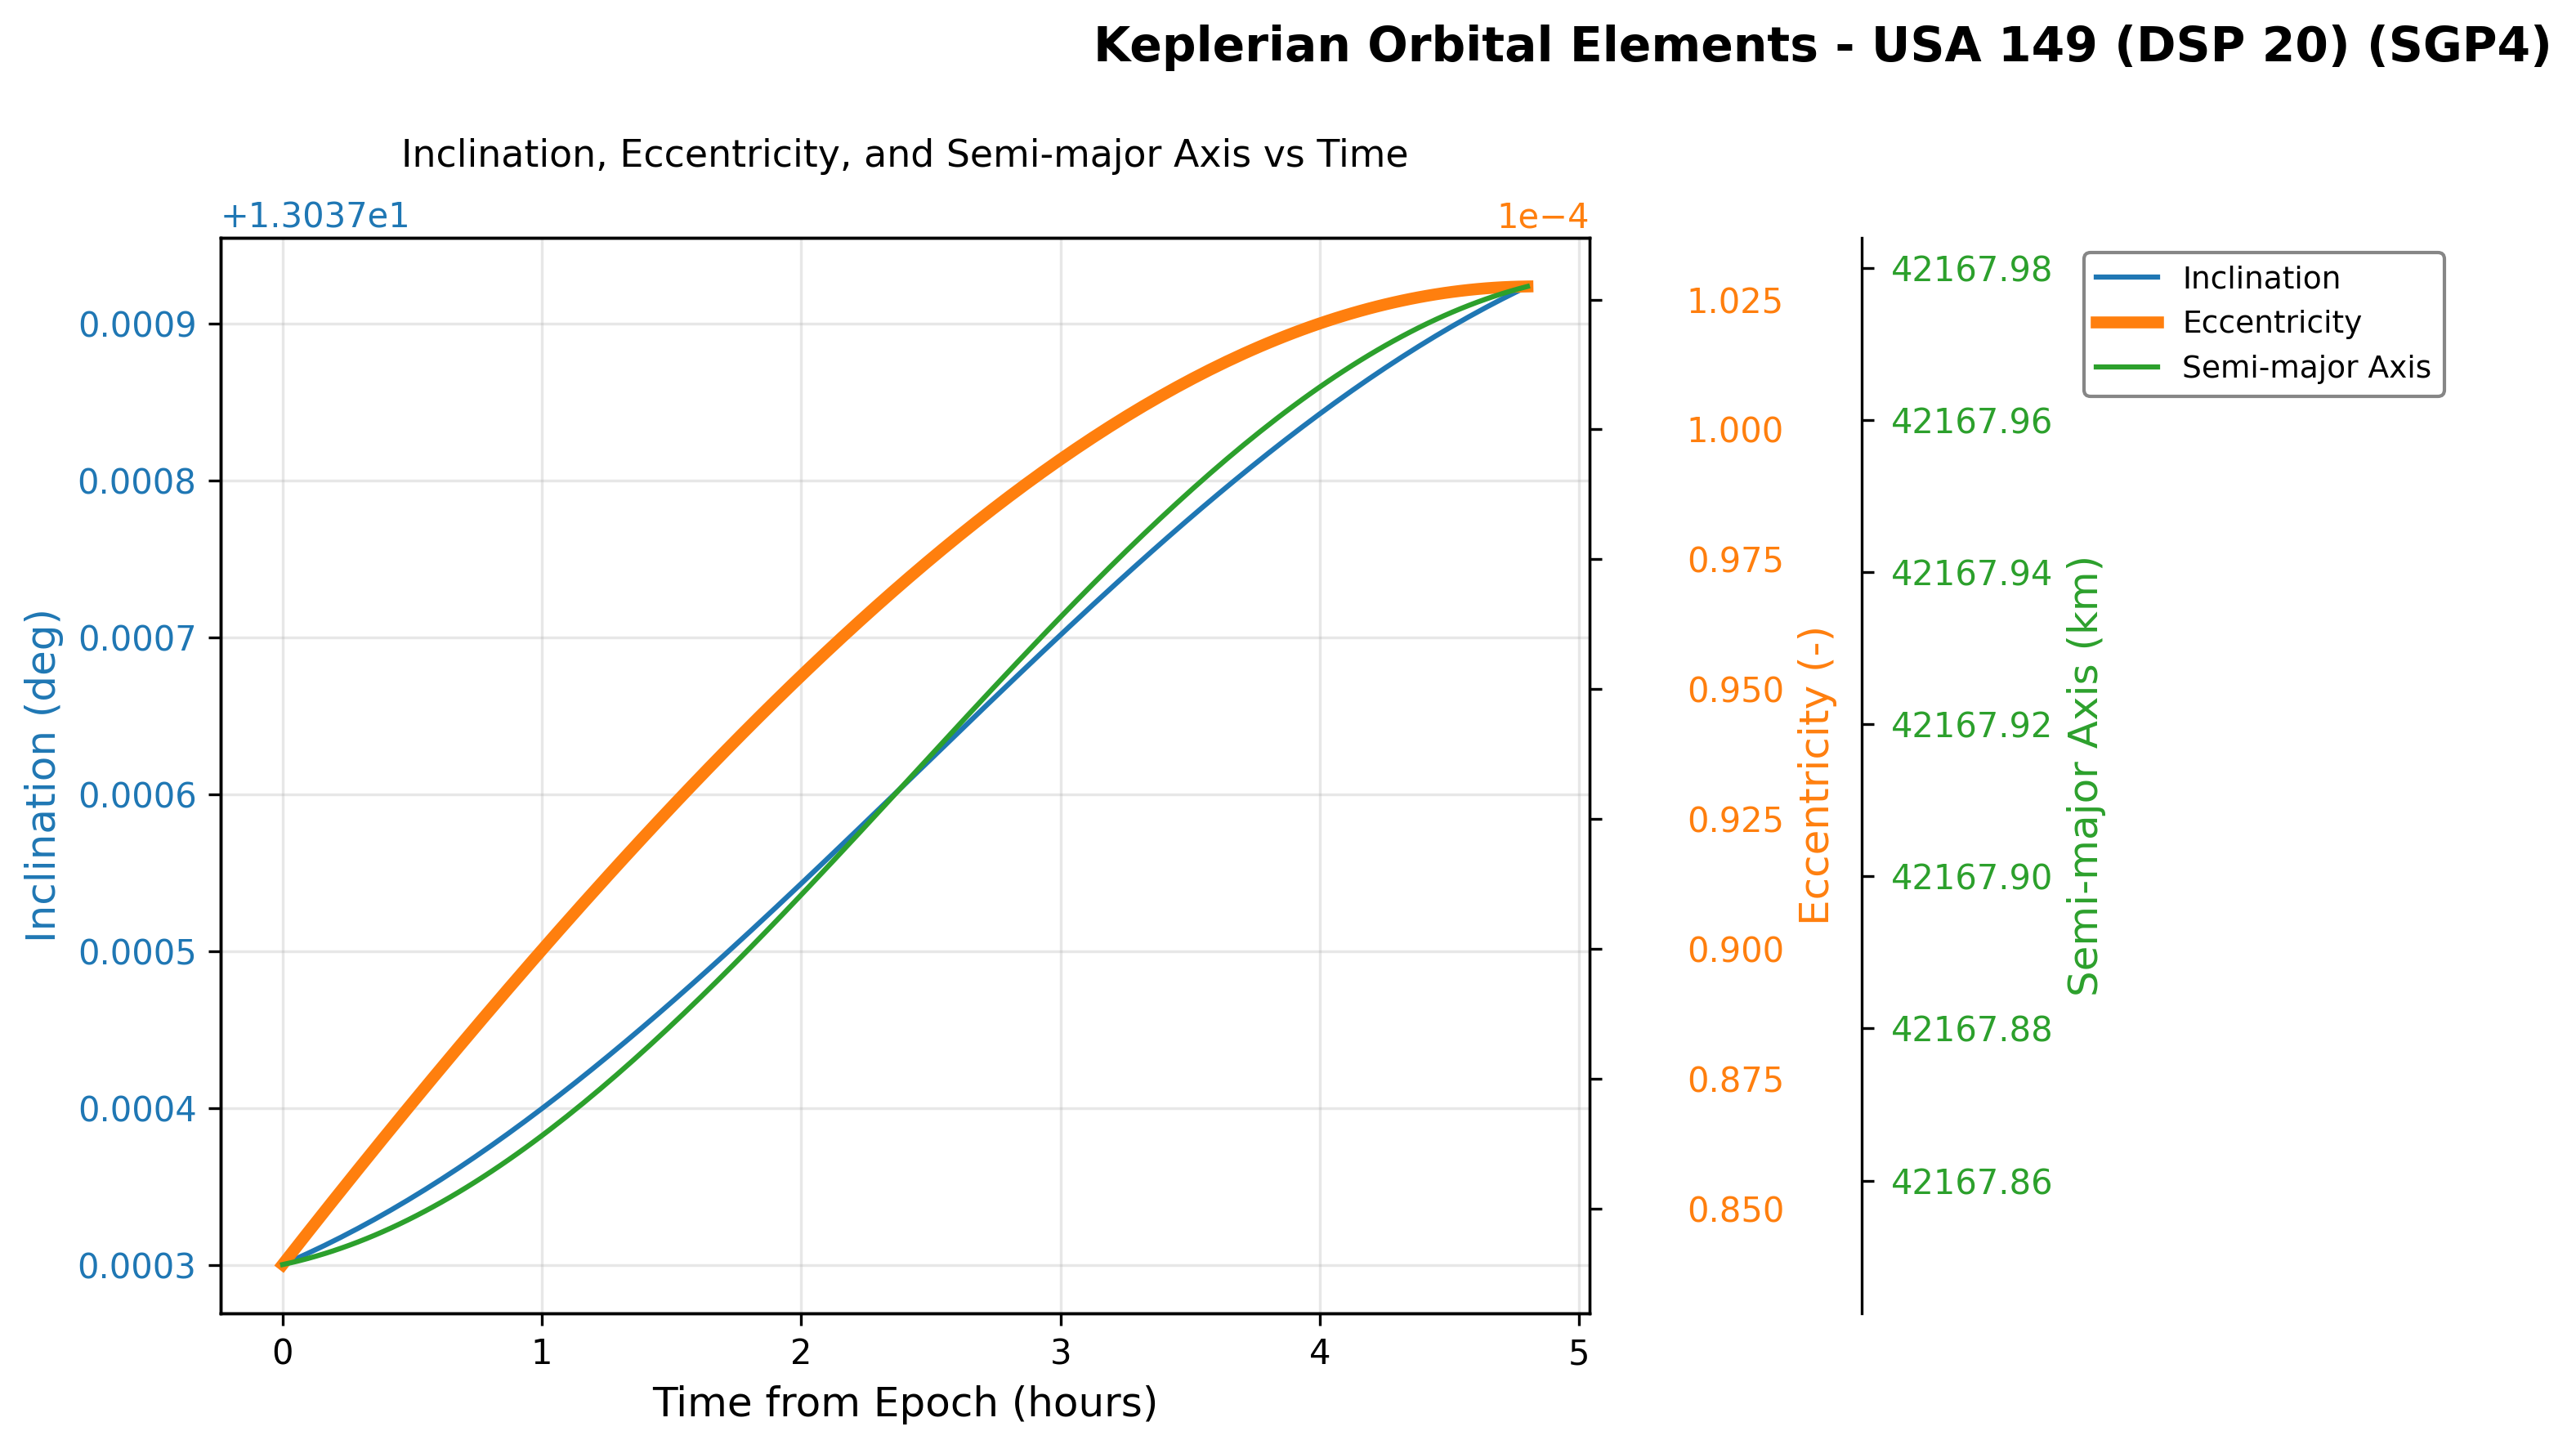 Keplerian Orbital Elements - USA 149 (DSP 20) (SGP4)
Inclination, Eccentricity, and Semi-major Axis vs Time
+1.3037e1
1e−4
0.0009
0.0008
0.0007
0.0006
0.0005
0.0004
0.0003
Inclination (deg)
0
1
2
3
4
5
Time from Epoch (hours)
1.025
1.000
0.975
0.950
0.925
0.900
0.875
0.850
Eccentricity (-)
42167.98
42167.96
42167.94
42167.92
42167.90
42167.88
42167.86
Semi-major Axis (km)
Inclination
Eccentricity
Semi-major Axis